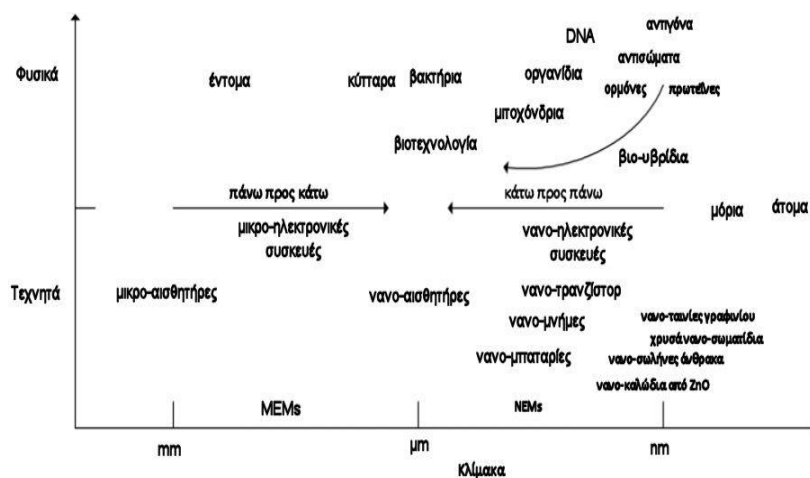 DNA
αντιγόνα
αντισώματα
Φυσικά
έντομα
κύτταρα
βακτήρια
οργανίδια
ορμόνες
πρωτεΐνες
μιτοχόνδρια
βιοτεχνολογία
βιο-υβρίδια
πάνω προς κάτω
κάτω προς πάνω
μόρια
άτομα
μικρο-ηλεκτρονικές
συσκευές
νανο-ηλεκτρονικές
συσκευές
Τεχνητά
μικρο-αισθητήρες
νανο-αισθητήρες
νανο-τρανζίστορ
νανο-μνήμες
νανο-ταινίες γραφινίου
χρυσά νανο-σωματίδια
νανο-μπαταρίες
νανο-σωλήνες άνθρακα
νανο-καλώδια από ZnO
MEMs
NEMs
mm
μm
nm
Κλίμακα